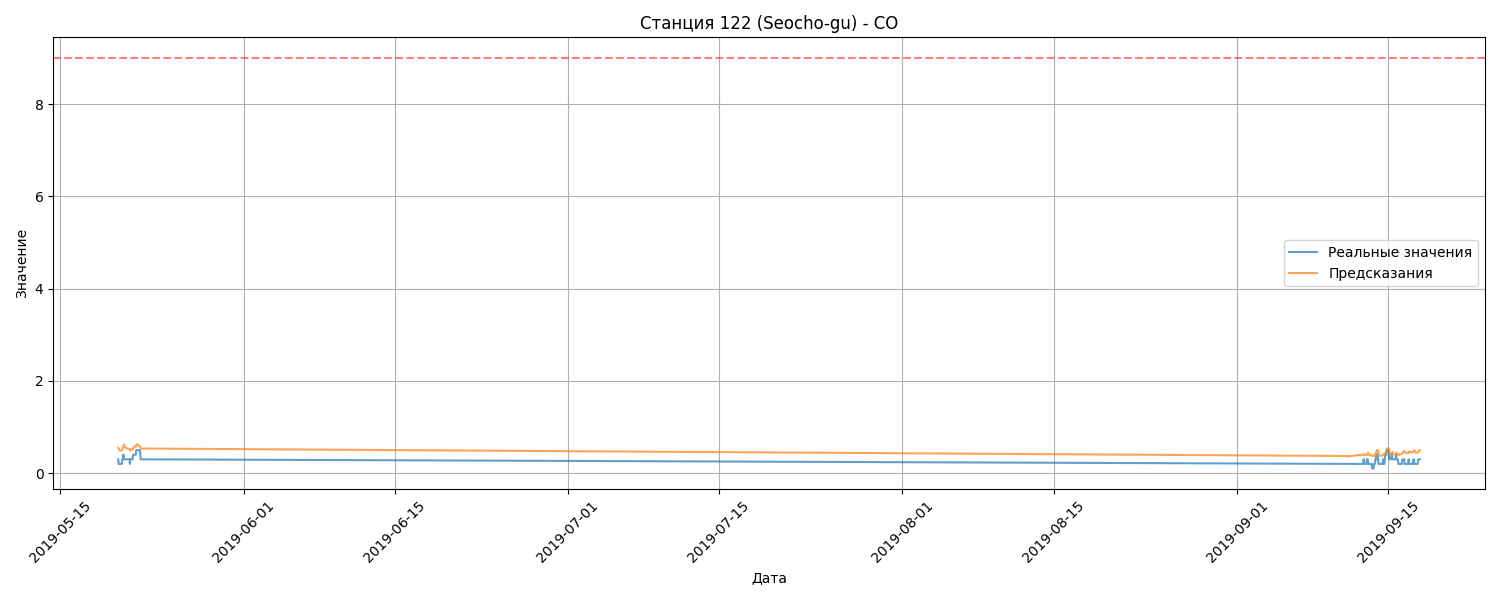 Станция 122 (Seocho-gu) - CO
Значение
8
6
4
2
0
Реальные значения
Предсказания
2019-05-15
2019-06-01
2019-06-15
2019-07-01
2019-07-15
2019-08-01
2019-08-15
2019-09-01
2019-09-15
Дата